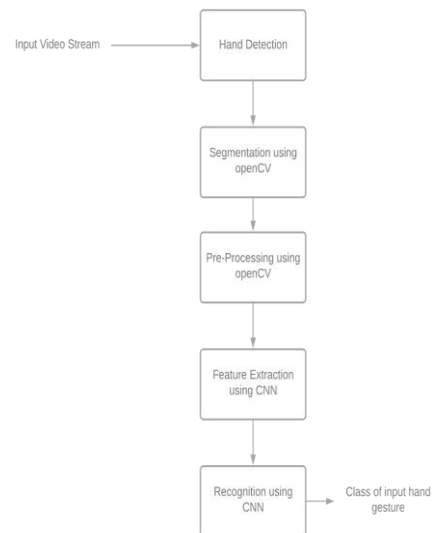 Input Video Stream
Hand Detection
Segmentation using
openCV
Pre-Processing using
openCV
Feature Extraction
using CNN
Recognition using
CNN
Class of input hand
gesture